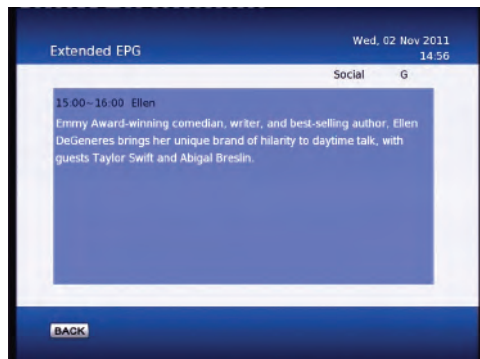 Extended EPG
Wed, 02 Nov 2011
14:56
Social G
15:00~16:00 Ellen
Emmy Award-winning comedian, writer, and best-selling author, Ellen
DeGeneres brings her unique brand of hilarity to daytime talk, with
guests Taylor Swift and Abigal Breslin.
BACK